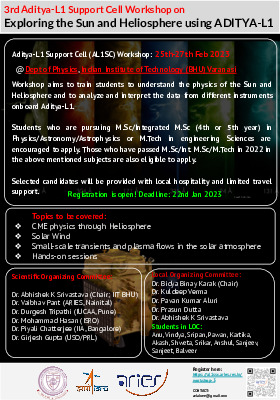 3rd Aditya-L1 Support Cell Workshop on
Exploring the Sun and Heliosphere using ADITYA-L1
Aditya-L1 Support Cell (AL1SC) Workshop: 25th-27th Feb 2023
@ Dept of Physics, Indian Institute of Technology (BHU) Varanasi
Workshop aims to train students to understand the physics of the Sun and
Heliosphere and to analyze and interpret the data from different instruments
onboard Aditya-L1.
Students who are pursuing M.Sc/Integrated M.Sc (4th or 5th year) in
Physics/Astronomy/Astrophysics or M.Tech in engineering Sciences are
encouraged to apply. Those who have passed M.Sc/Int. M.Sc/M.Tech in 2022 in
the above mentioned subjects are also eligible to apply.
Selected candidates will be provided with local hospitality and limited travel
support.
Registration is open! Deadline: 22nd Jan 2023
Topics to be covered:
❖ CME physics through Heliosphere
❖ Solar Wind
❖ Small-scale transients and plasma flows in the solar atmosphere
❖ Hands-on sessions
Scientific Organizing Committee:
Dr. Abhishek K Srivastava (Chair; IIT BHU)
Dr. Vaibhav Pant (ARIES, Nainital)
Dr. Durgesh Tripathi (IUCAA, Pune)
Dr. Mohammad Hasan (ISRO)
Dr. Piyali Chatterjee (IIA, Bangalore)
Dr. Girjesh Gupta (USO/PRL)
Local Organizing Committee:
Dr. Bidya Binay Karak (Chair)
Dr. Kuldeep Verma
Dr. Pavan Kumar Aluri
Dr. Prasun Dutta
Dr. Abhishek K Srivastava
Students in LOC:
Anu, Vindya, Sripan, Pawan, Kartika,
Akash, Shweta, Srikar, Anshul, Sanjeev,
Sanjeet, Balveer
aries
Register here:
CONTACT: